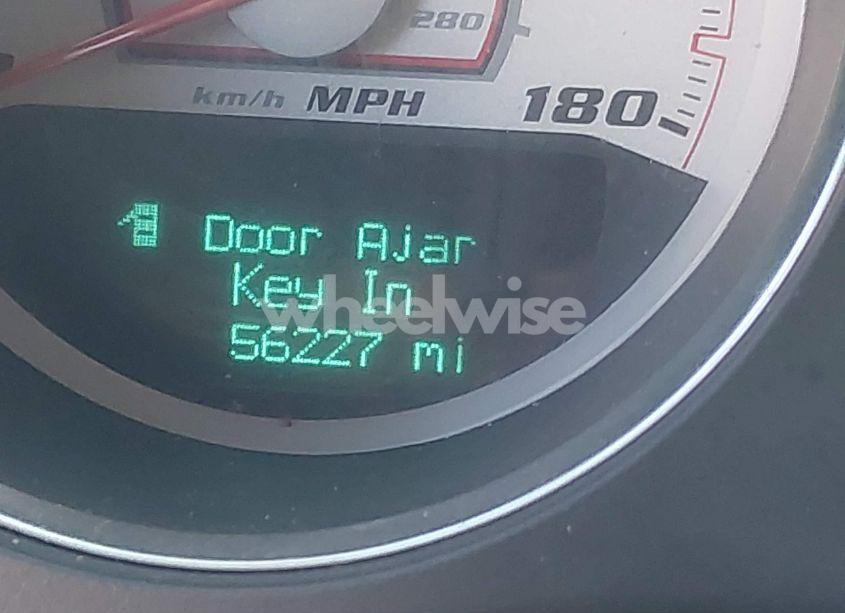 280
km/h MPH 180
Door Ajar
Key In
wheelwise
56227 mi